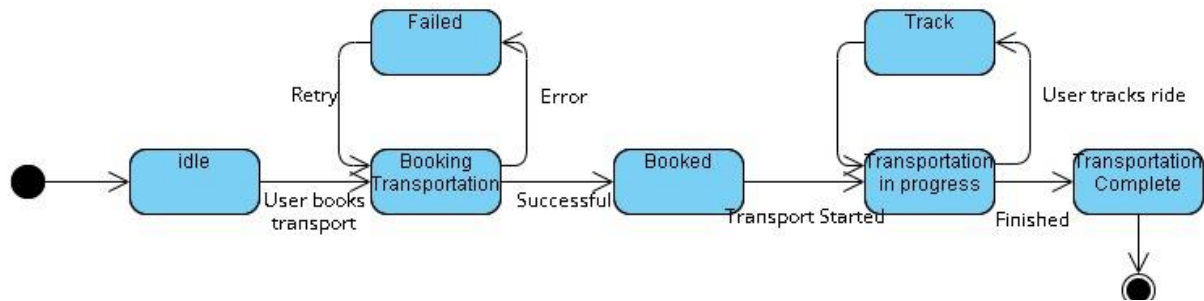 Failed
Track
Retry
Error
User tracks ride
idle
Booking
Transportation
Booked
Transportation
in progress
Transportation
Complete
User books
transport
Successful
Transport Started
Finished